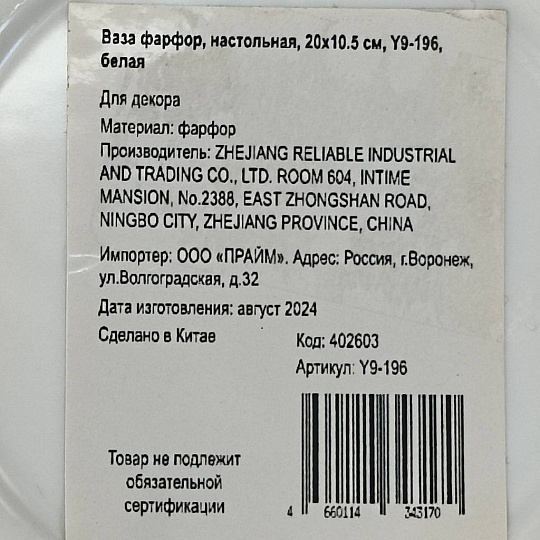 Ваза фарфор, настольная, 20x10.5 см, Y9-196,
белая
Для декора
Материал: фарфор
Производитель: ZHEJIANG RELIABLE INDUSTRIAL
AND TRADING CO., LTD. ROOM 604, INTIME
MANSION, No.2388, EAST ZHONGSHAN ROAD,
NINGBO CITY, ZHEJIANG PROVINCE, CHINA
Импортер: ООО «ПРАЙМ». Адрес: Россия, г.Воронеж,
ул.Волгоградская, д.32
Дата изготовления: август 2024
Сделано в Китае
Код: 402603
Артикул: Y9-196
Товар не подлежит
обязательной
сертификации
4 660114 343170